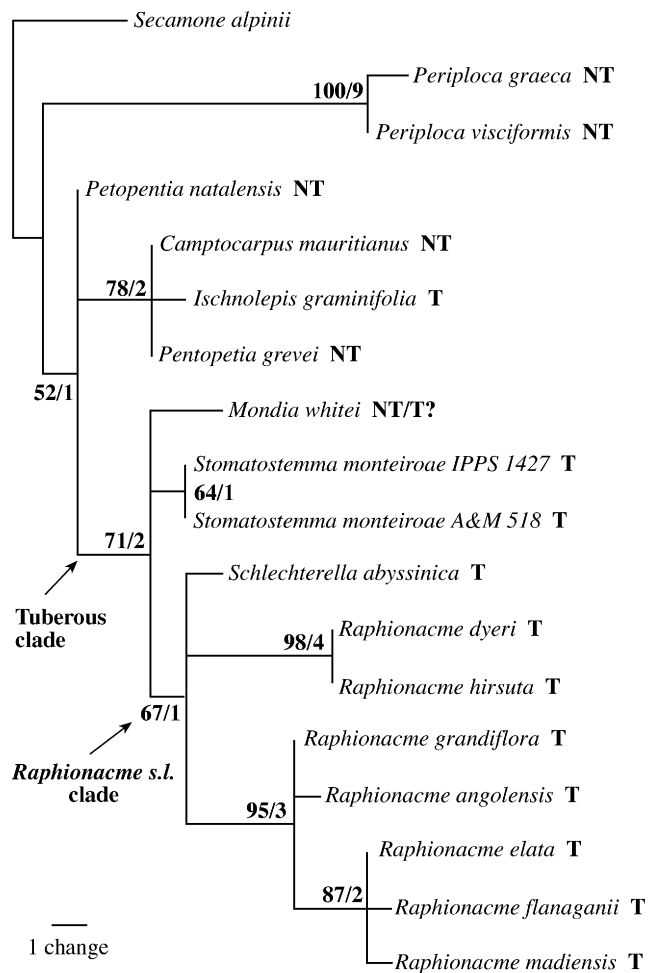 Secamone alpinii
Periploca graeca NT
100/9
Periploca visciformis NT
Petopentia natalensis NT
Camptocarpus mauritianus NT
78/2
Ischnolepis graminifolia T
Pentopetia grevei NT
52/1
Mondia whitei NT/T?
Stomatostemma monteiroae IPPS 1427 T
64/1
Stomatostemma monteiroae A&M 518 T
71/2
Schlechterella abyssinica T
Tuberous
clade
Raphionacme dyeri T
98/4
Raphionacme hirsuta T
67/1
Raphionacme grandiflora T
Raphionacme s.l.
clade
Raphionacme angolensis T
95/3
Raphionacme elata T
87/2
Raphionacme flanaganii T
1 change
Raphionacme madiensis T